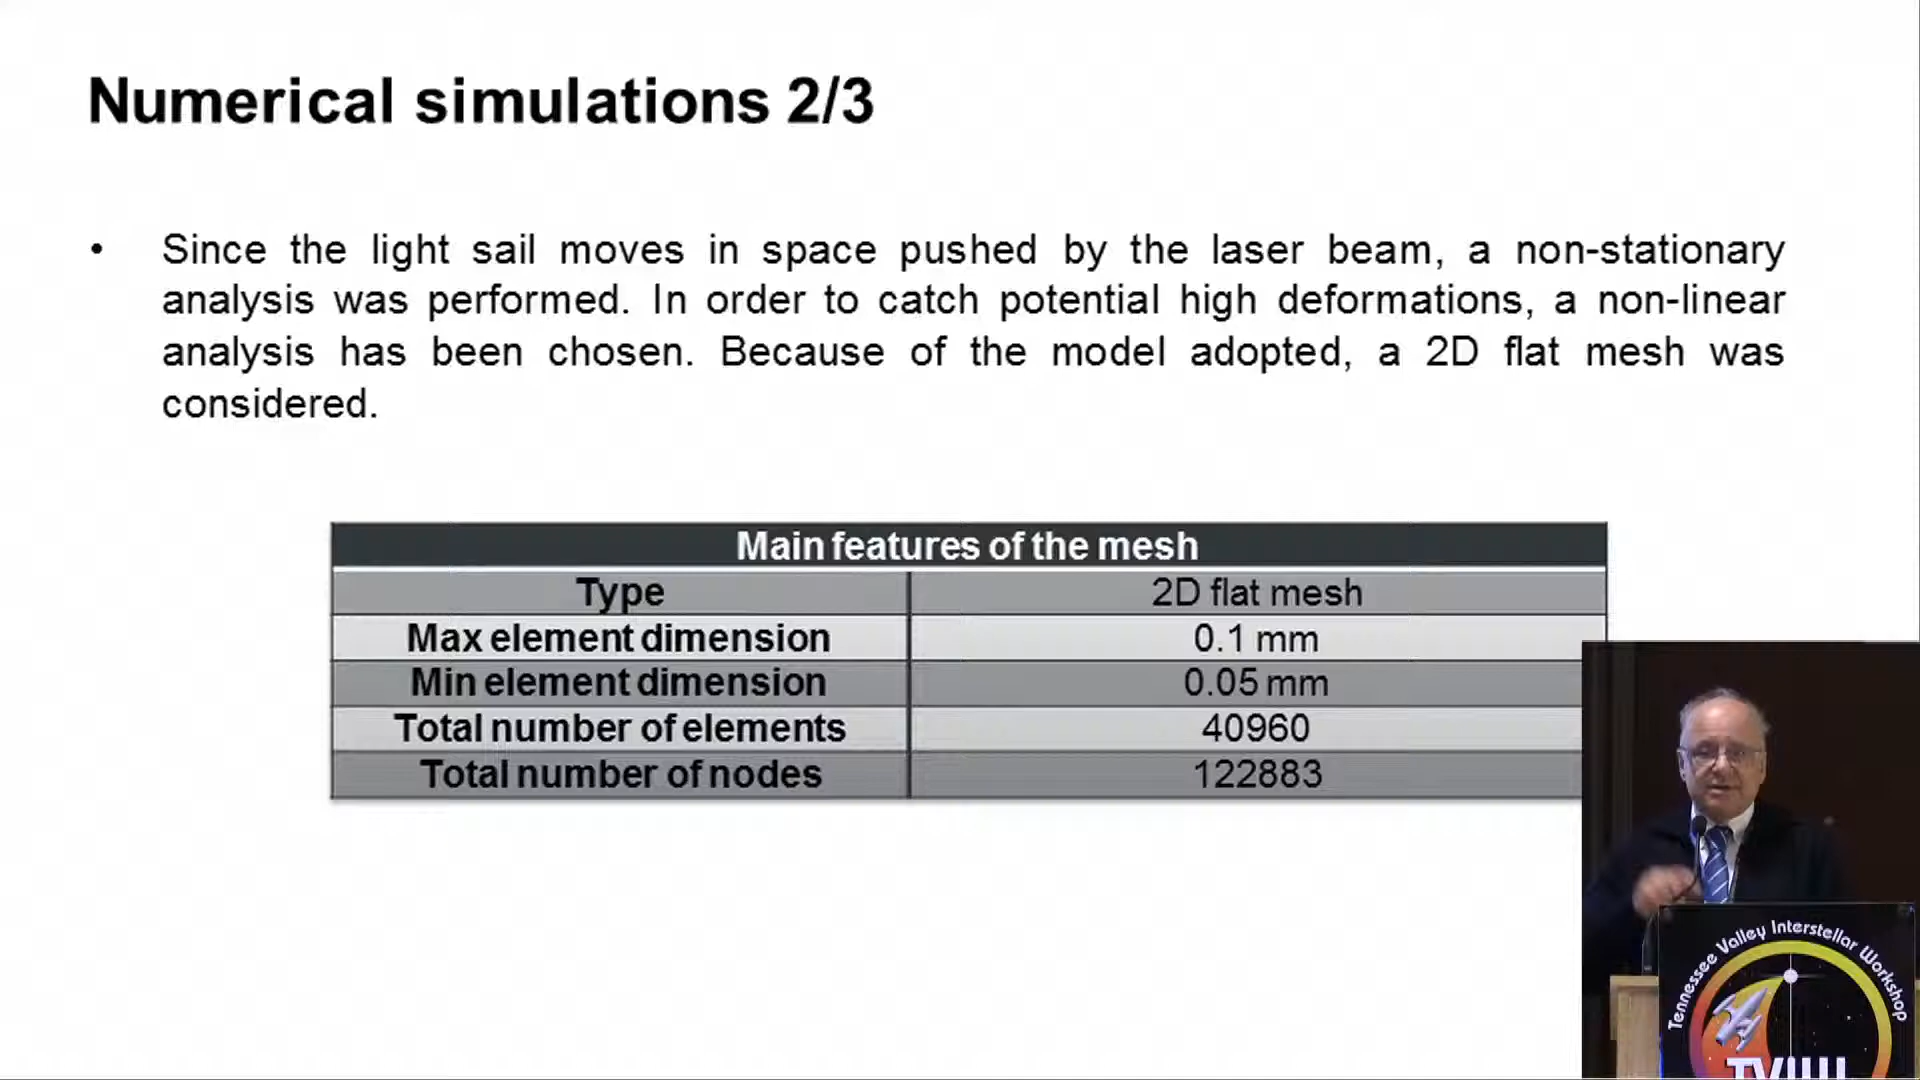 Numerical simulations 2/3
• Since the light sail moves in space pushed by the laser beam, a non-stationary
analysis was performed. In order to catch potential high deformations, a non-linear
analysis has been chosen. Because of the model adopted, a 2D flat mesh was
considered.
Main features of the mesh
Type 2D flat mesh
Max element dimension 0.1 mm
Min element dimension 0.05 mm
Total number of elements 40960
Total number of nodes 122883
Tennessee Valley Interstellar Workshop
TVIW